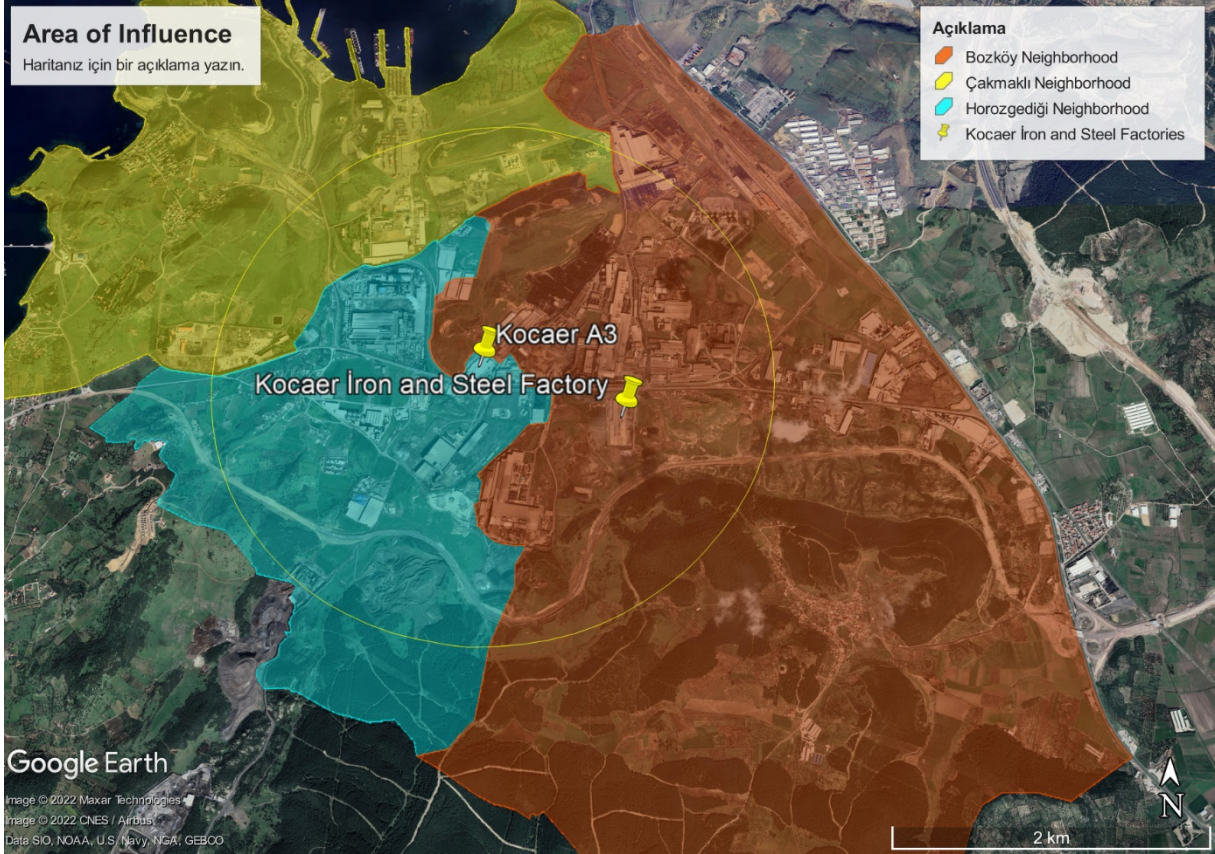 Area of Influence
Haritanız için bir açıklama yazın.
Açıklama
Bozköy Neighborhood
Çakmaklı Neighborhood
Horozgediği Neighborhood
Kocaer İron and Steel Factories
Kocaer A3
Kocaer İron and Steel Factory
Google Earth
Image © 2022 Maxar Technologies
Image © 2022 CNES / Airbus
Data SIO, NOAA, U.S. Navy, NGA, GEBCO
N
2 km